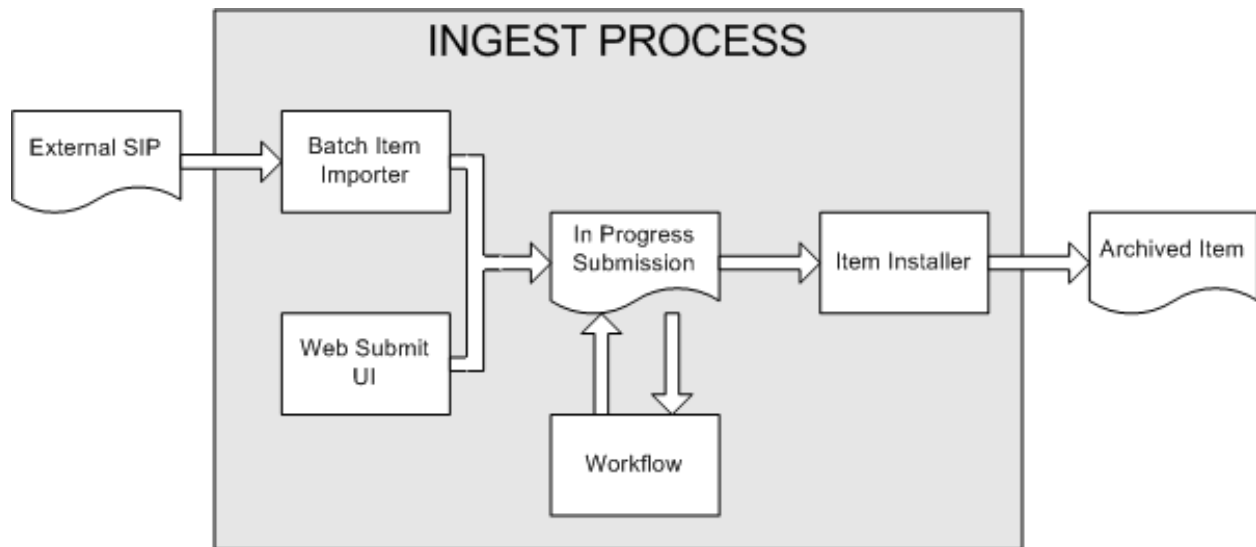 INGEST PROCESS
External SIP
Batch Item
Importer
In Progress
Submission
Item Installer
Archived Item
Web Submit
UI
Workflow